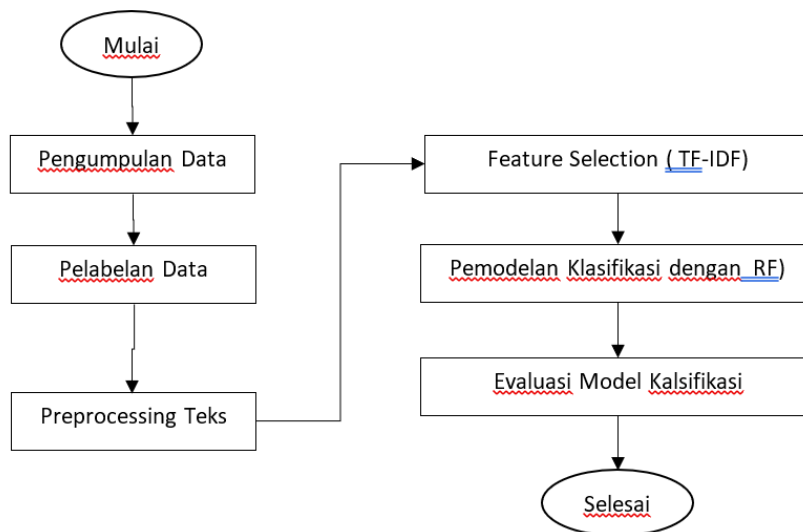 Mulai
Pengumpulan Data
Pelabelan Data
Preprocessing Teks
Feature Selection ( TF-IDF)
Pemodelan Klasifikasi dengan RF)
Evaluasi Model Kalsifikasi
Selesai